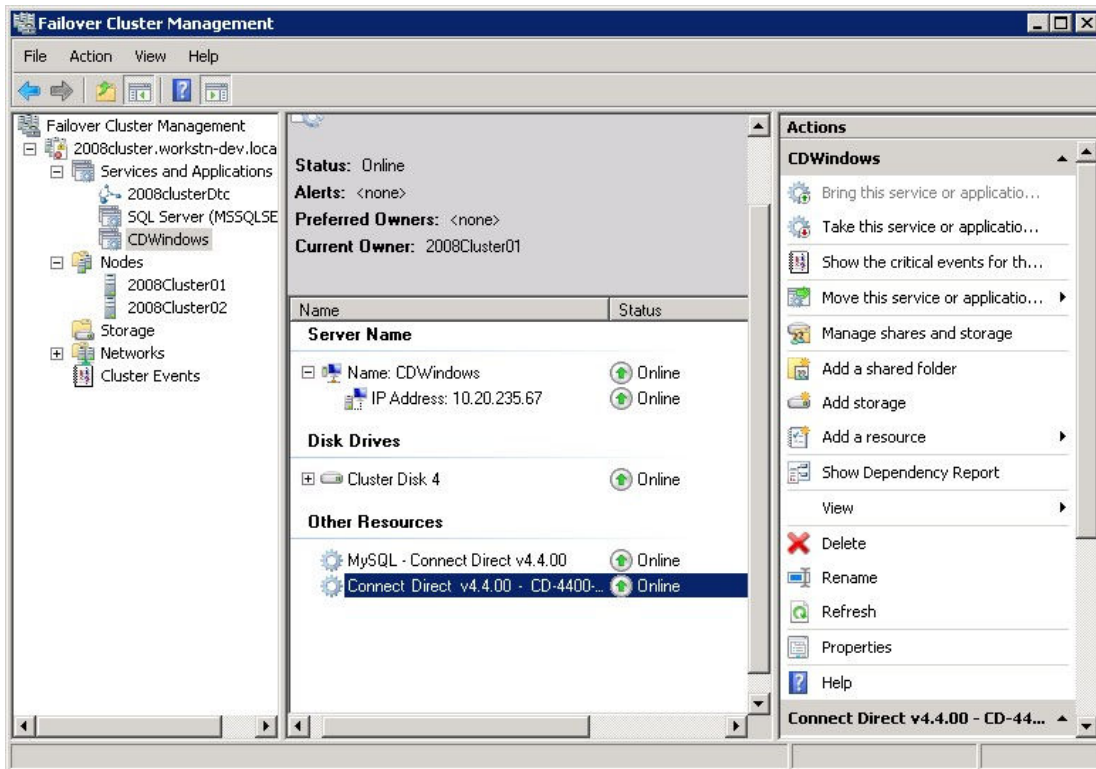 Failover Cluster Management
File Action View Help
Failover Cluster Management
2008cluster.workstn-dev.loca
Services and Applications
2008clusterDtc
SQL Server (MSSQLSE
CDWindows
Nodes
2008Cluster01
2008Cluster02
Storage
Networks
Cluster Events
Status: Online
Alerts: <none>
Preferred Owners: <none>
Current Owner: 2008Cluster01
Name Status
Server Name
Name: CDWindows Online
IP Address: 10.20.235.67 Online
Disk Drives
Cluster Disk 4 Online
Other Resources
MySQL - Connect Direct v4.4.00 Online
Connect Direct v4.4.00 - CD-4400-... Online
Actions
CDWindows
Bring this service or applicatio...
Take this service or applicatio...
Show the critical events for th...
Move this service or applicatio...
Manage shares and storage
Add a shared folder
Add storage
Add a resource
Show Dependency Report
View
Delete
Rename
Refresh
Properties
Help
Connect Direct v4.4.00 - CD-44...